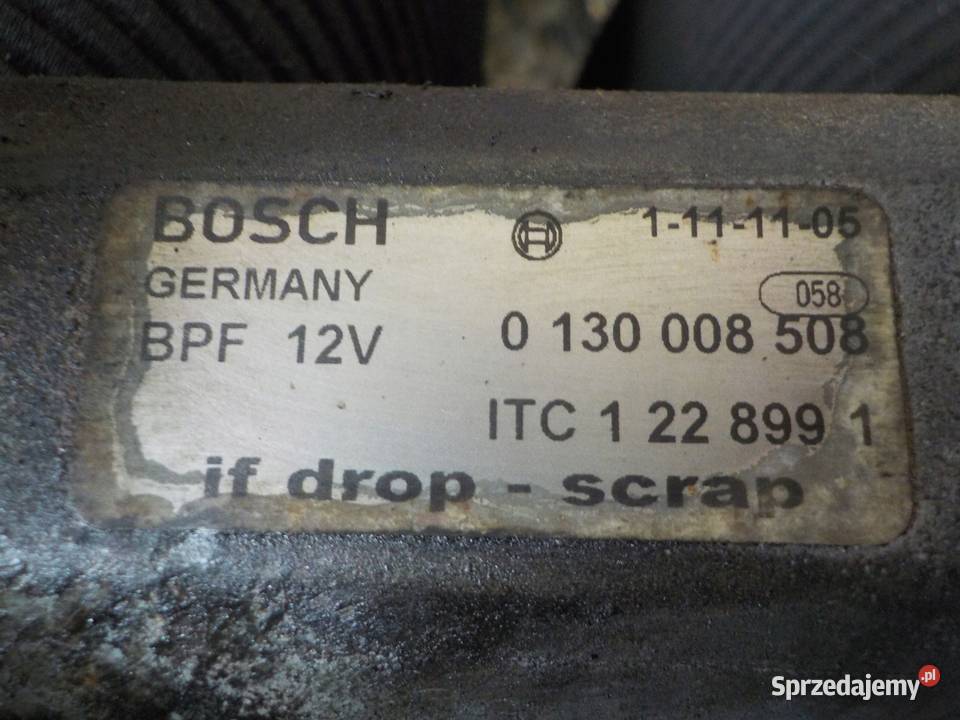 BOSCH 1-11-11-05
GERMANY 058
BPF 12V 0 130 008 508
ITC 1 22 899 1
if drop - scrap
Sprzedajemy.pl